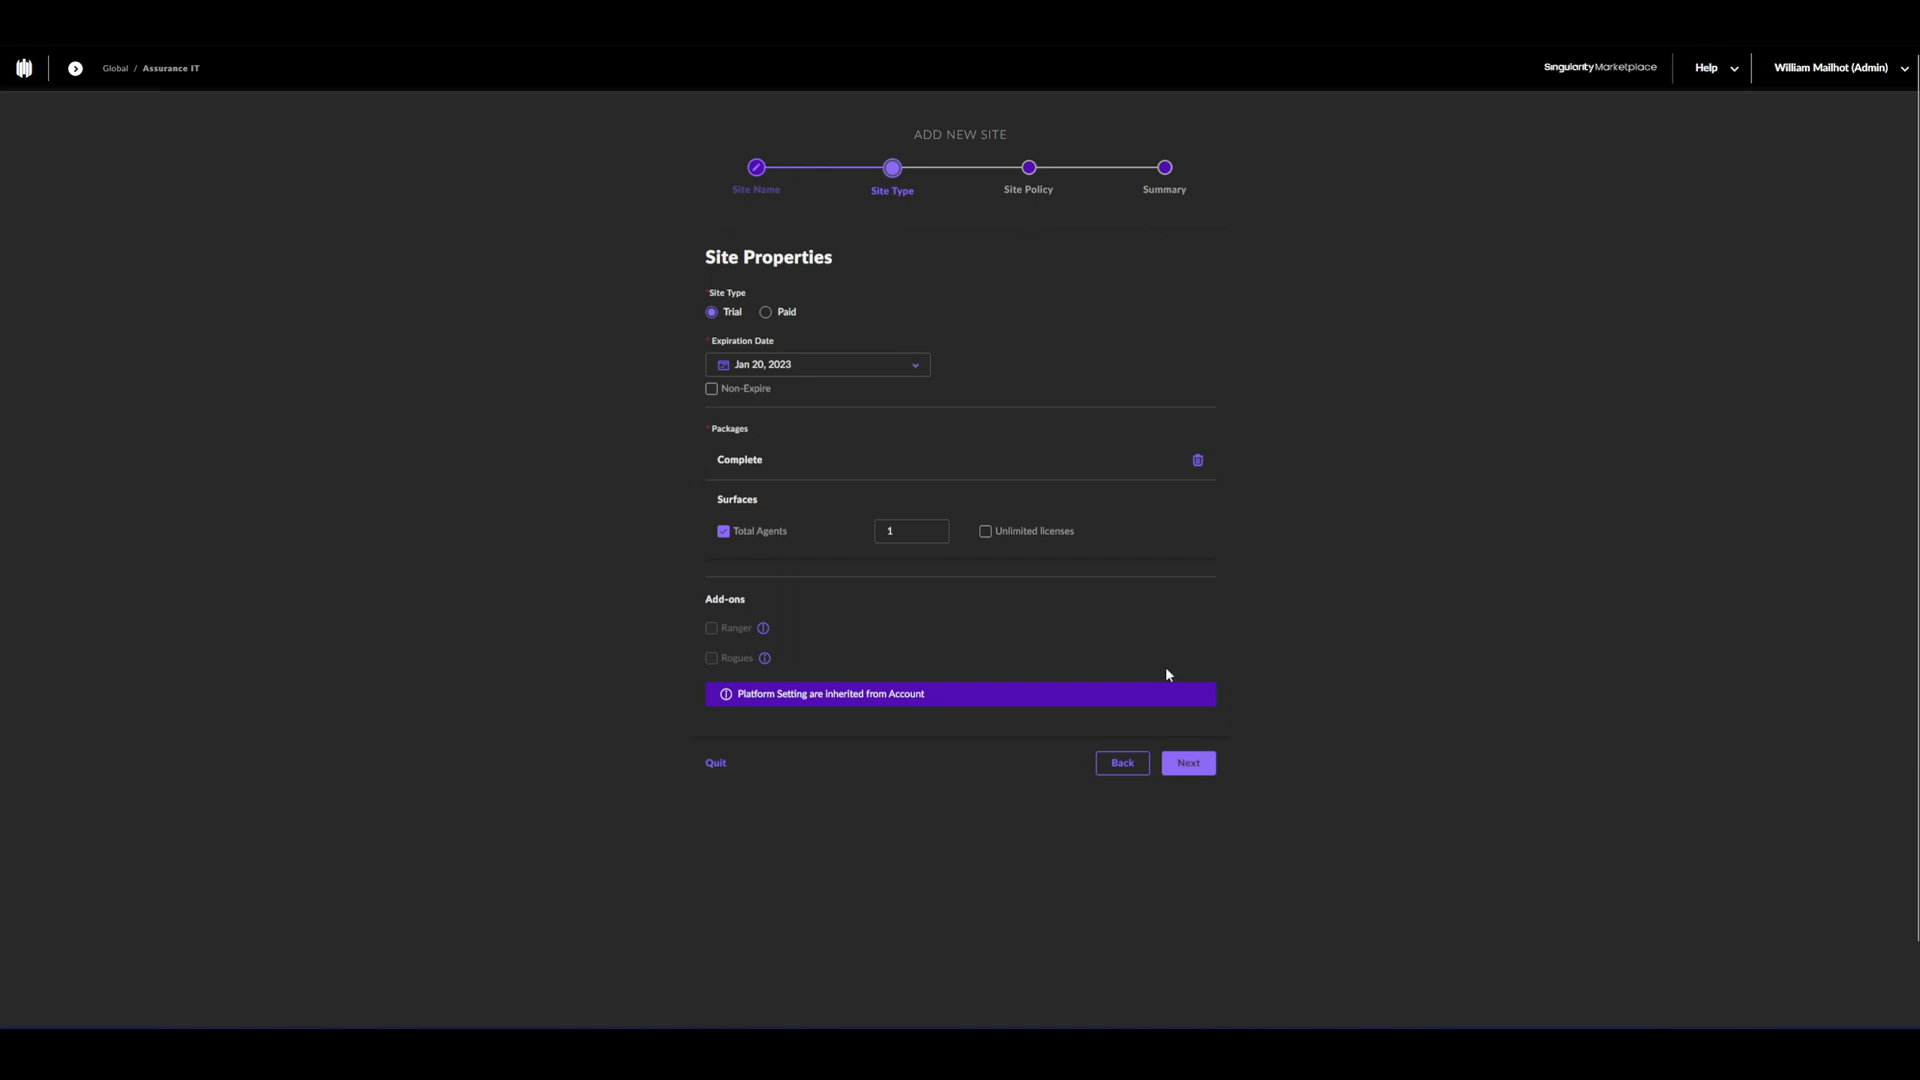 Global / Assurance IT
SingularityMarketplace
Help
William Mailhot (Admin)
ADD NEW SITE
Site Name
Site Type
Site Policy
Summary
Site Properties
*Site Type
Trial
Paid
* Expiration Date
Jan 20, 2023
Non-Expire
* Packages
Complete
Surfaces
Total Agents
1
Unlimited licenses
Add-ons
Ranger
Rogues
Platform Setting are inherited from Account
Quit
Back
Next